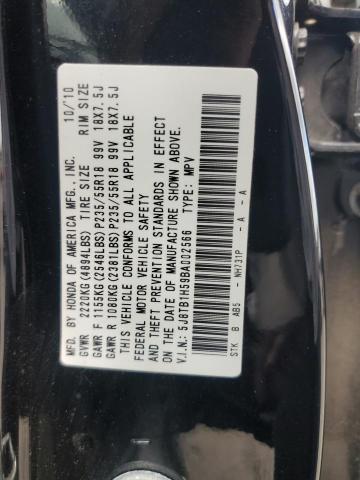 MFD. BY HONDA OF AMERICA MFG., INC. 10/10
GVWR 2220KG (4894LBS) TIRE SIZE RIM SIZE
GAWR F 1155KG (2546LBS) P235/55R18 99V 18X7.5J
GAWR R 1080KG (2381LBS) P235/55R18 99V 18X7.5J
THIS VEHICLE CONFORMS TO ALL APPLICABLE
FEDERAL MOTOR VEHICLE SAFETY
AND THEFT PREVENTION STANDARDS IN EFFECT
ON THE DATE OF MANUFACTURE SHOWN ABOVE.
V.I.N.: 5J8TB1H59BA002566 TYPE: MPV
STK B AB5 - NH731P - A - A